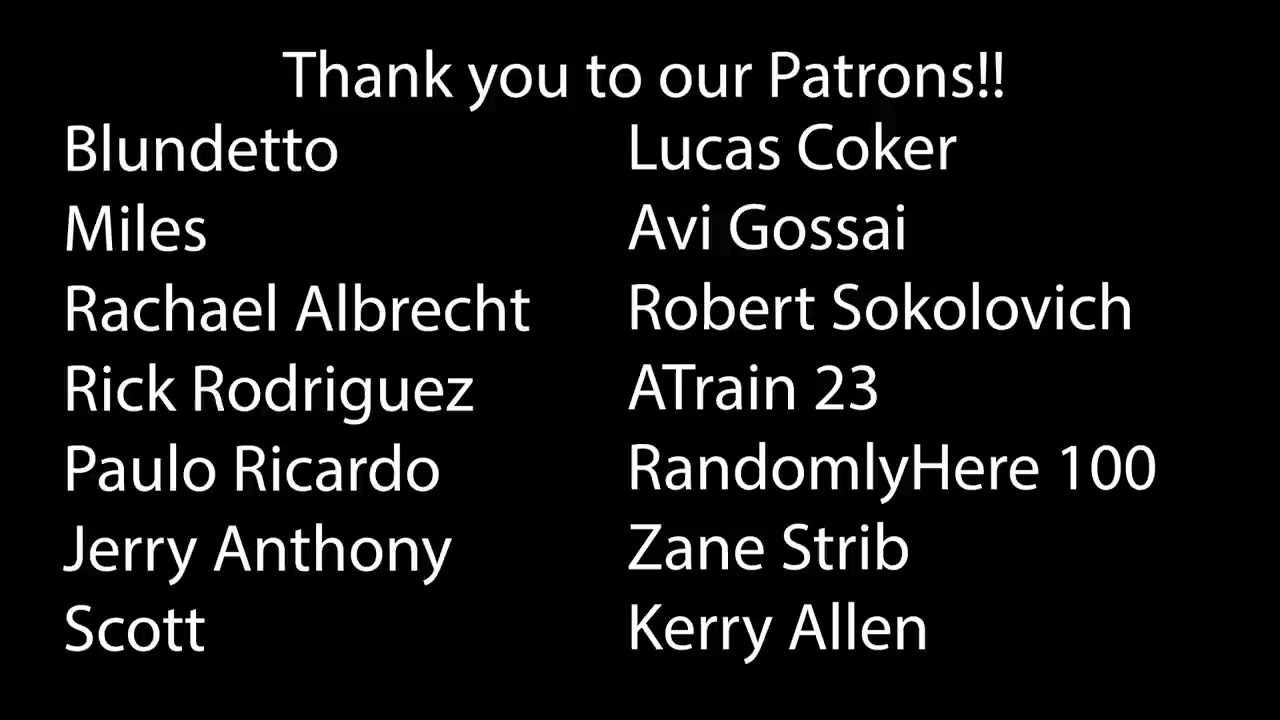 Thank you to our Patrons!!
Blundetto
Miles
Rachael Albrecht
Rick Rodriguez
Paulo Ricardo
Jerry Anthony
Scott
Lucas Coker
Avi Gossai
Robert Sokolovich
ATrain 23
RandomlyHere 100
Zane Strib
Kerry Allen